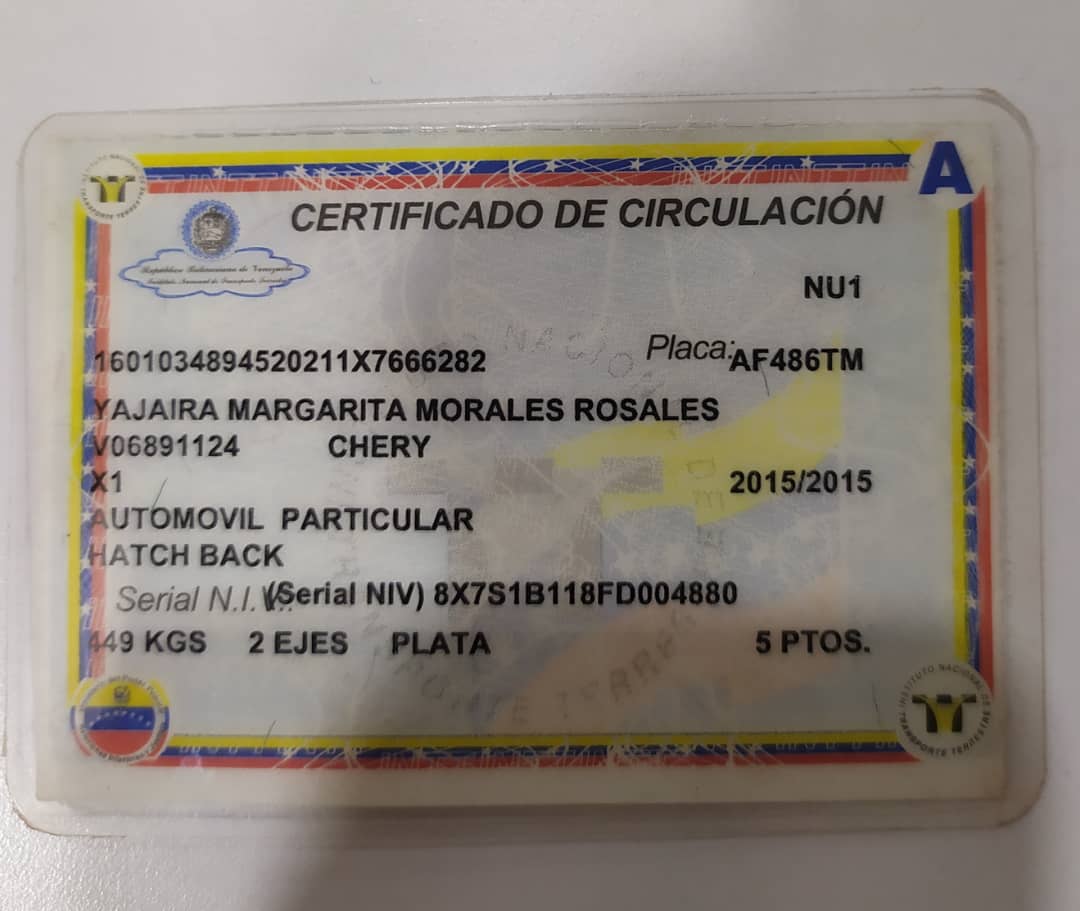 A
CERTIFICADO DE CIRCULACIÓN
República Bolivariana de Venezuela
Instituto Nacional de Transporte Terrestre
NU1
1601034894520211X7666282 Placa: AF486TM
YAJAIRA MARGARITA MORALES ROSALES
V06891124 CHERY
X1 2015/2015
AUTOMOVIL PARTICULAR
HATCH BACK
Serial N.I.V.: (Serial NIV) 8X7S1B118FD004880
449 KGS 2 EJES PLATA 5 PTOS.
INSTITUTO NACIONAL DE TRANSPORTE TERRESTRE